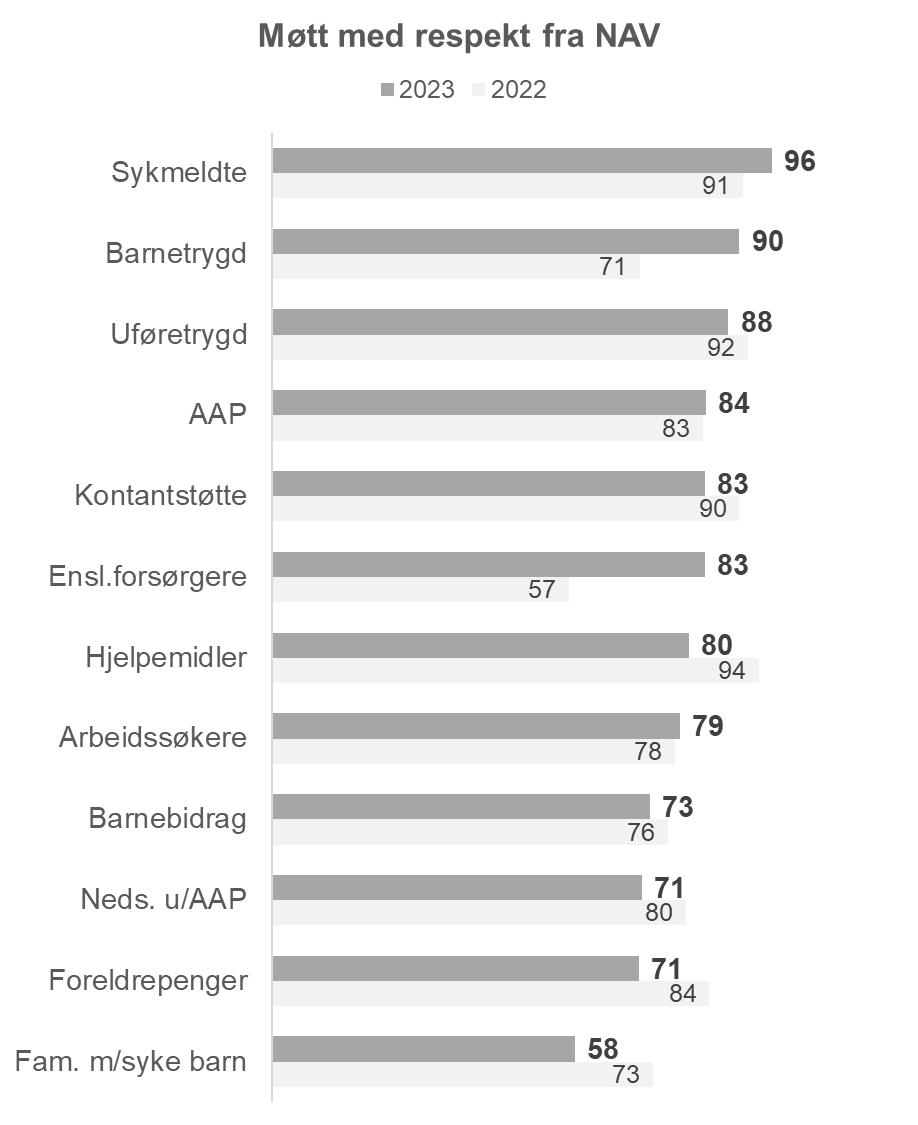 Møtt med respekt fra NAV
2023 2022
Sykmeldte 96
91
Barnetrygd 90
71
Uføretrygd 88
92
AAP 84
83
Kontantstøtte 83
90
Ensl.forsørgere 83
57
Hjelpemidler 80
94
Arbeidssøkere 79
78
Barnebidrag 73
76
Neds. u/AAP 71
80
Foreldrepenger 71
84
Fam. m/syke barn 58
73